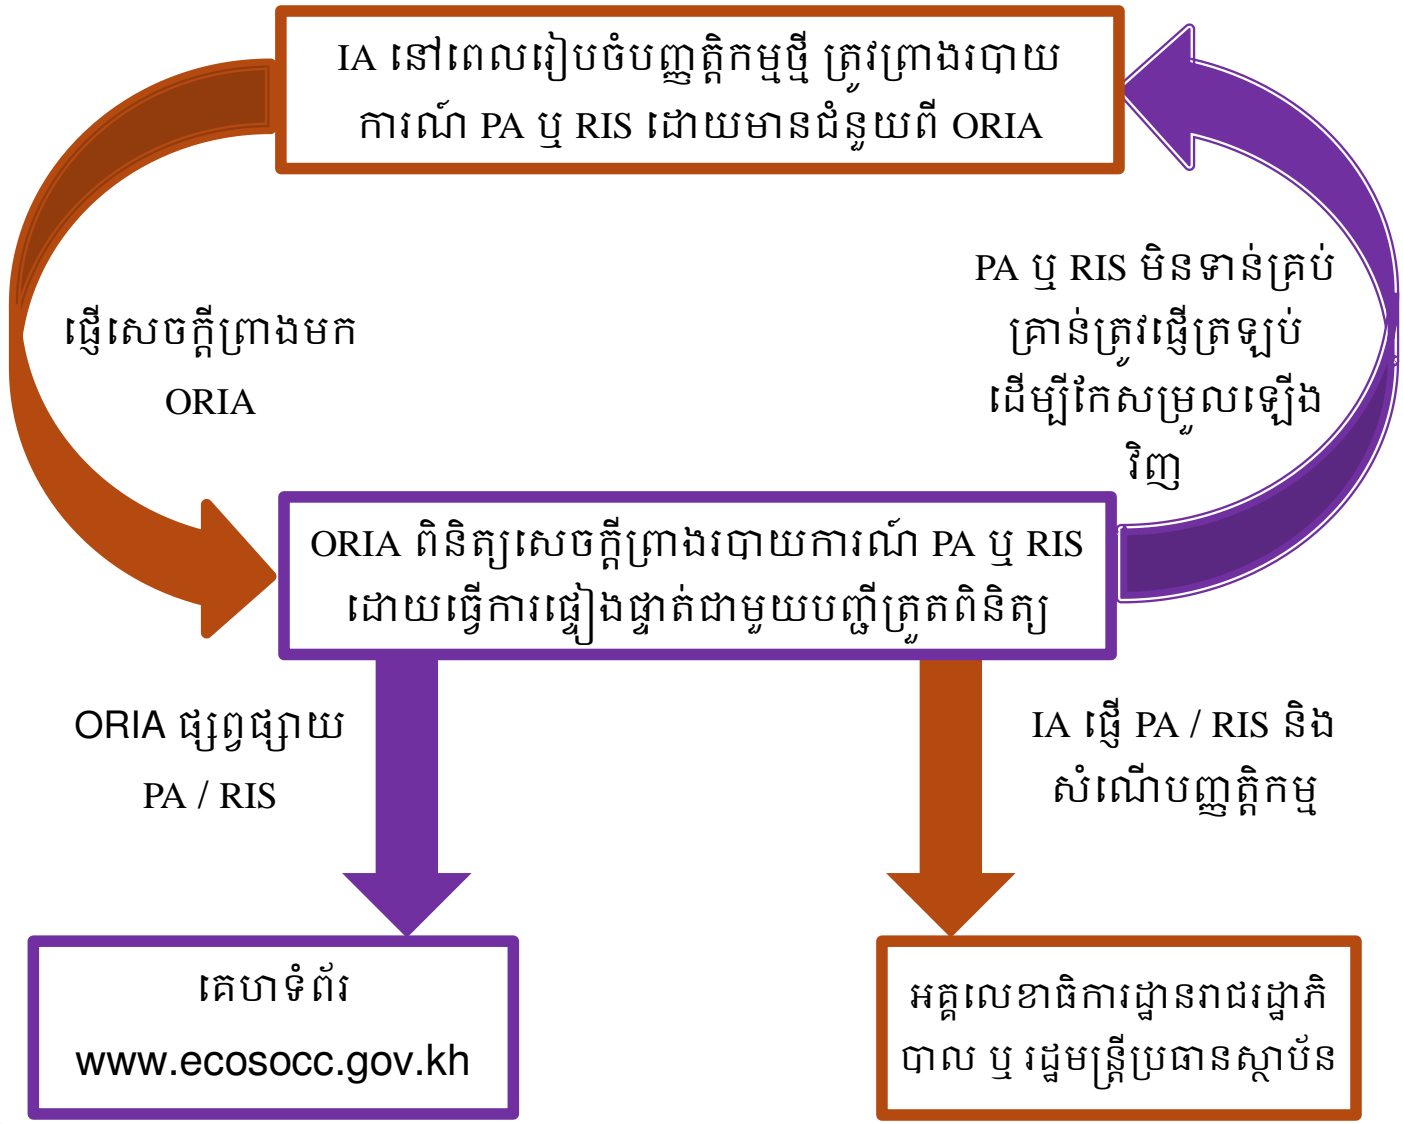 IA នៅពេលរៀបចំបញ្ញត្តិកម្មថ្មី ត្រូវព្រាងរបាយ
ការណ៍ PA ឬ RIS ដោយមានជំនួយពី ORIA
ផ្ញើសេចក្តីព្រាងមក
ORIA
PA ឬ RIS មិនទាន់គ្រប់
គ្រាន់ត្រូវផ្ញើត្រឡប់
ដើម្បីកែសម្រួលឡើង
វិញ
ORIA ពិនិត្យសេចក្តីព្រាងរបាយការណ៍ PA ឬ RIS
ដោយធ្វើការផ្ទៀងផ្ទាត់ជាមួយបញ្ជីត្រួតពិនិត្យ
ORIA ផ្សព្វផ្សាយ
PA / RIS
IA ផ្ញើ PA / RIS និង
សំណើបញ្ញត្តិកម្ម
គេហទំព័រ
www.ecosocc.gov.kh
អគ្គលេខាធិការដ្ឋានរាជរដ្ឋាភិ
បាល ឬ រដ្ឋមន្ត្រីប្រធានស្ថាប័ន